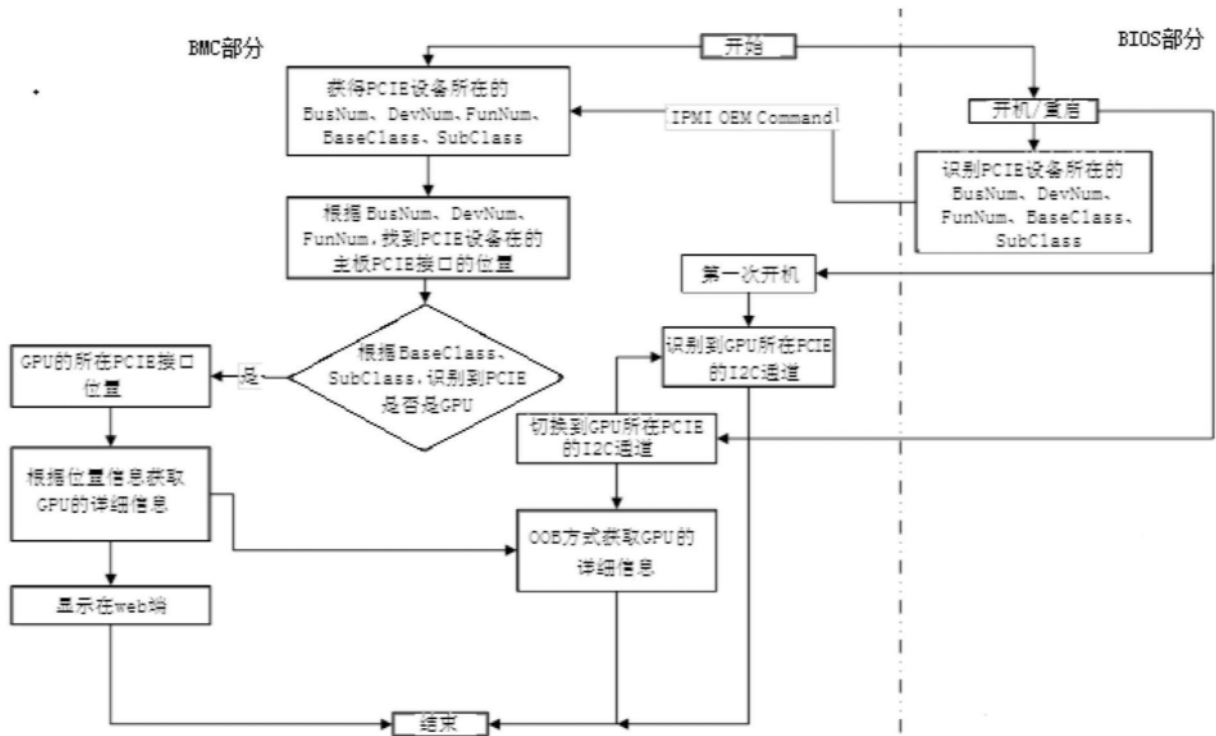 BMC部分
开始
BIOS部分
获得PCIE设备所在的
BusNum、DevNum、FunNum、
BaseClass、SubClass
IPMI OEM Command
开机/重启
识别PCIE设备所在的
BusNum、DevNum、
FunNum、BaseClass、
SubClass
根据 BusNum、DevNum、
FunNum,找到PCIE设备在的
主板PCIE接口的位置
第一次开机
根据BaseClass、
SubClass,识别到PCIE
是否是GPU
是
GPU的所在PCIE接口
位置
识别到GPU所在PCIE
的I2C通道
切换到GPU所在PCIE
的I2C通道
根据位置信息获取
GPU的详细信息
OOB方式获取GPU的
详细信息
显示在web端
结束